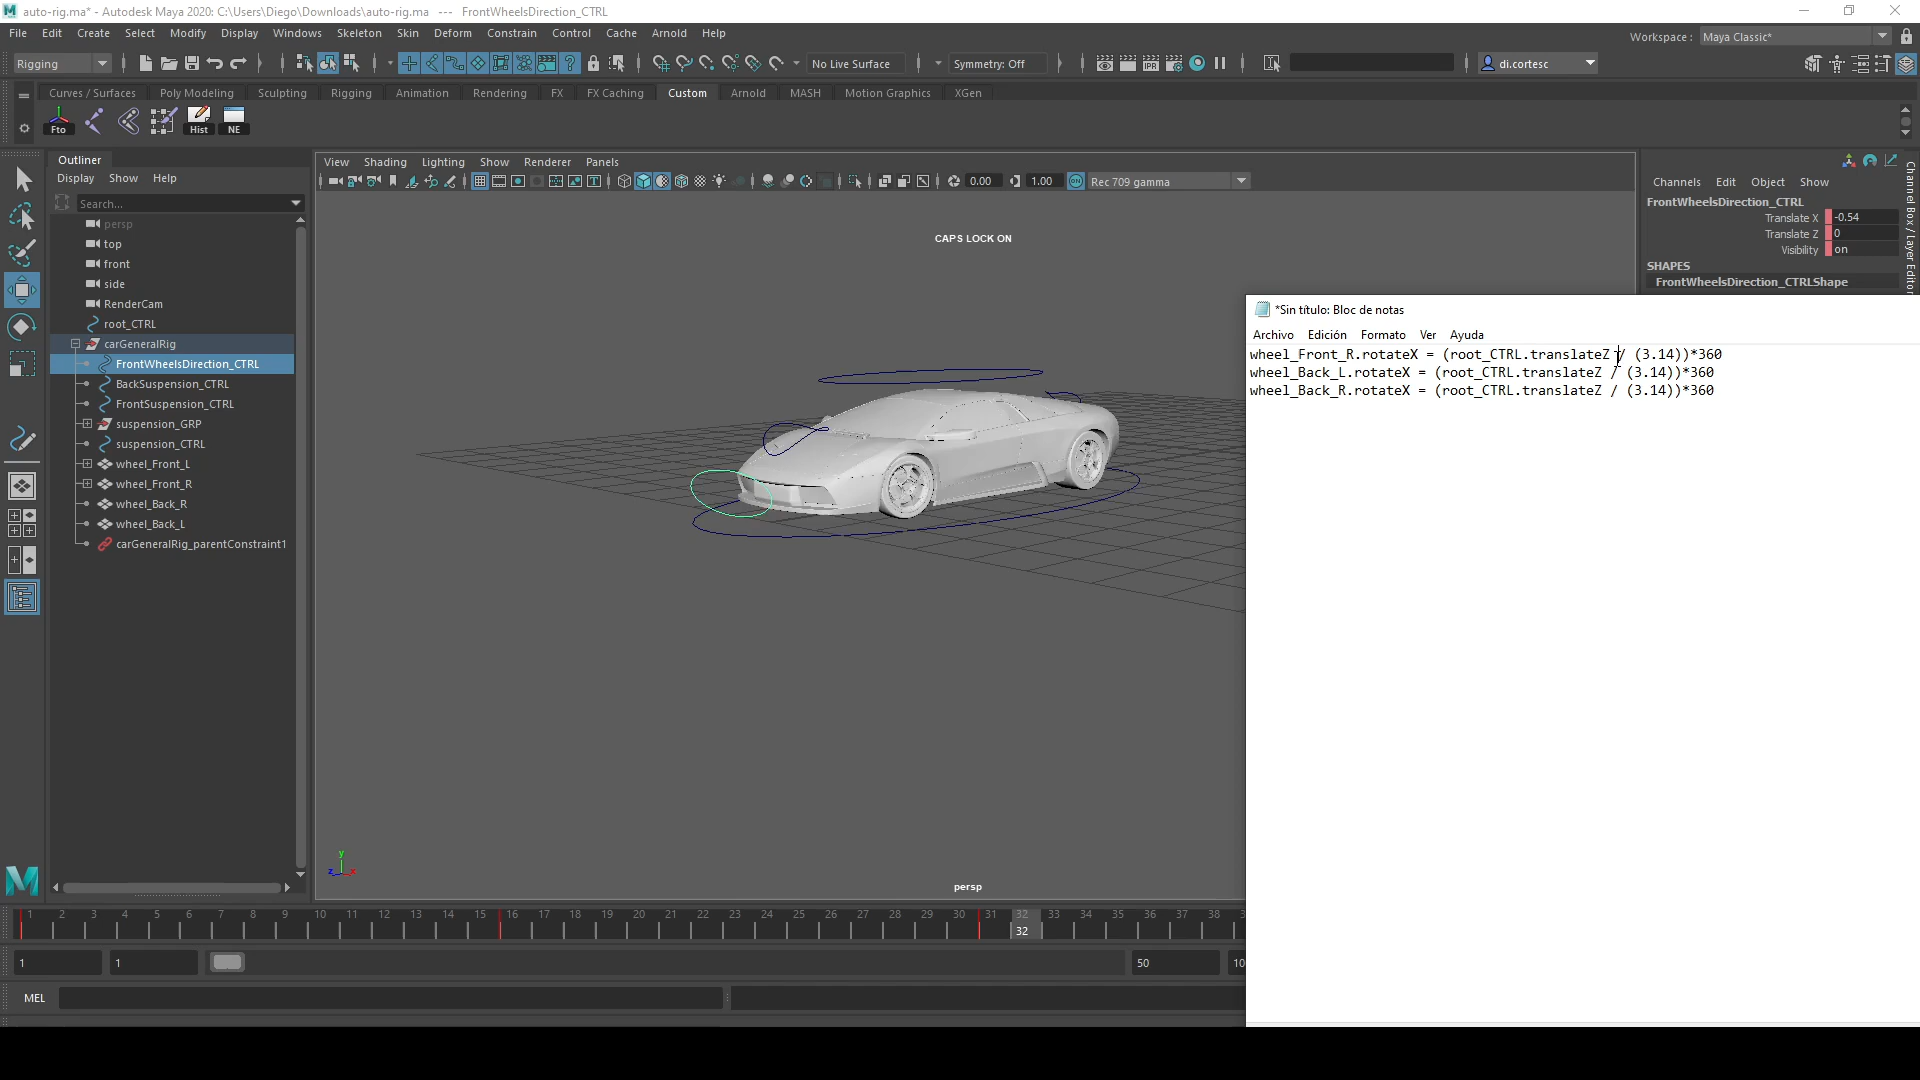 auto-rig.ma* - Autodesk Maya 2020: C:\Users\Diego\Downloads\auto-rig.ma --- FrontWheelsDirection_CTRL
File Edit Create Select Modify Display Windows Skeleton Skin Deform Constrain Control Cache Arnold Help
Workspace : Maya Classic*
Rigging
No Live Surface
Symmetry: Off
di.cortesc
Curves / Surfaces Poly Modeling Sculpting Rigging Animation Rendering FX FX Caching Custom Arnold MASH Motion Graphics XGen
Fto Hist NE
Outliner
Display Show Help
Search...
persp
top
front
side
RenderCam
root_CTRL
carGeneralRig
FrontWheelsDirection_CTRL
BackSuspension_CTRL
FrontSuspension_CTRL
suspension_GRP
suspension_CTRL
wheel_Front_L
wheel_Front_R
wheel_Back_R
wheel_Back_L
carGeneralRig_parentConstraint1
View Shading Lighting Show Renderer Panels
0.00 1.00 ON Rec 709 gamma
CAPS LOCK ON
y
z x
persp
Channels Edit Object Show
FrontWheelsDirection_CTRL
Translate X -0.54
Translate Z 0
Visibility on
SHAPES
FrontWheelsDirection_CTRLShape
Channel Box / Layer Editor
*Sin título: Bloc de notas
Archivo Edición Formato Ver Ayuda
wheel_Front_R.rotateX = (root_CTRL.translateZ / (3.14))*360
wheel_Back_L.rotateX = (root_CTRL.translateZ / (3.14))*360
wheel_Back_R.rotateX = (root_CTRL.translateZ / (3.14))*360
1 2 3 4 5 6 7 8 9 10 11 12 13 14 15 16 17 18 19 20 21 22 23 24 25 26 27 28 29 30 31 32 33 34 35 36 37 38 3
32
1 1 50 10
MEL